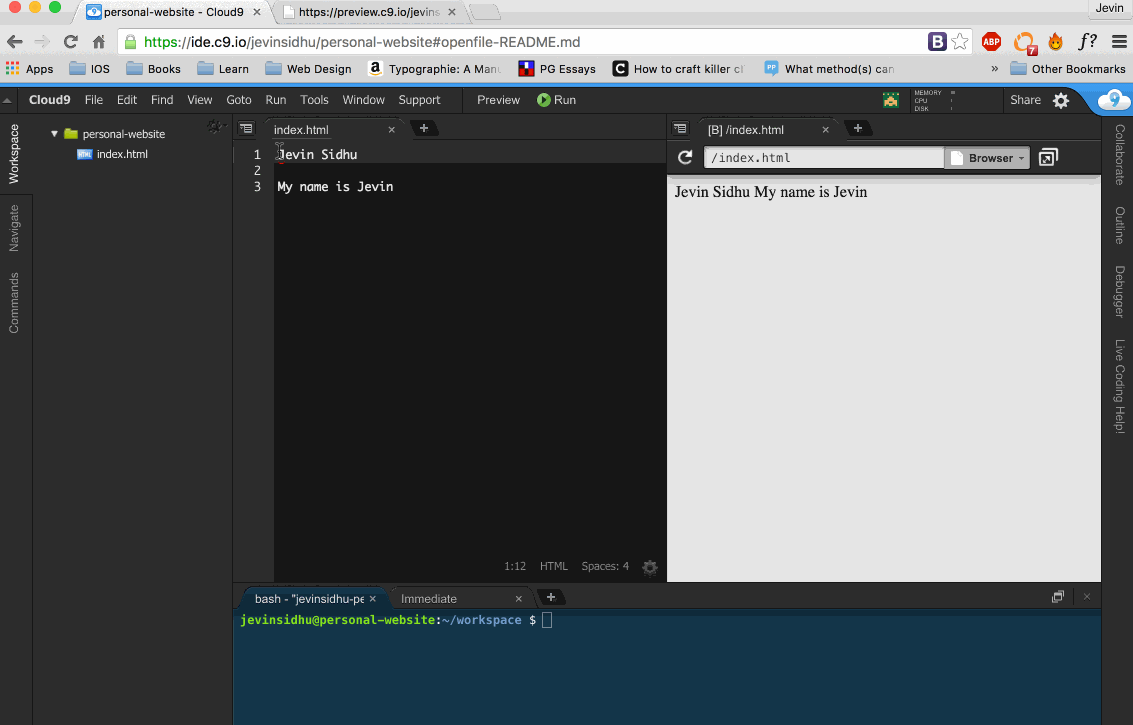 personal-website - Cloud9
https://preview.c9.io/jevins
Jevin
https://ide.c9.io/jevinsidhu/personal-website#openfile-README.md
B
ABP
7
f?
Apps
IOS
Books
Learn
Web Design
a Typographie: A Manu
PG Essays
C How to craft killer cl
PP What method(s) can
»
Other Bookmarks
Cloud9 File Edit Find View Goto Run Tools Window Support Preview Run
MEMORY
CPU
DISK
Share
9
Workspace
Navigate
Commands
personal-website
HTML index.html
index.html
1 Jevin Sidhu
2
3 My name is Jevin
1:12 HTML Spaces: 4
[B] /index.html
/index.html
Browser
Jevin Sidhu My name is Jevin
Collaborate
Outline
Debugger
Live Coding Help!
bash - "jevinsidhu-pe
Immediate
jevinsidhu@personal-website:~/workspace $